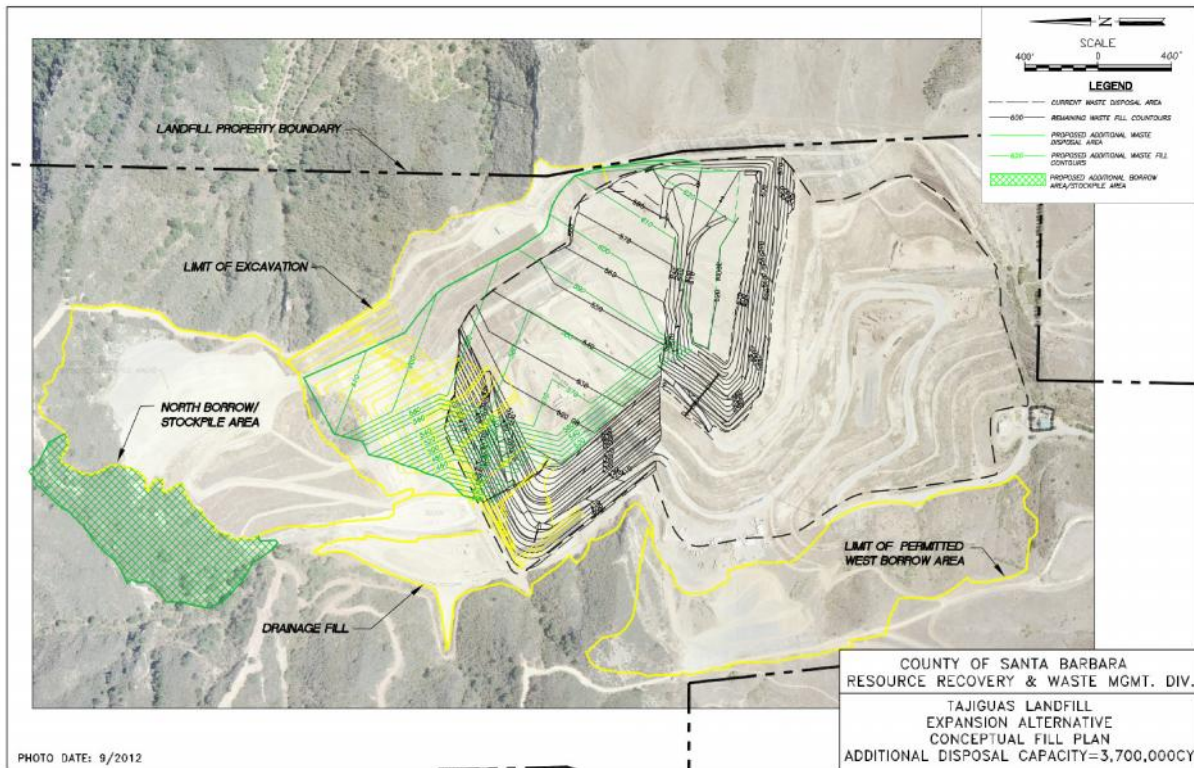 N
SCALE
400' 0 400'
LEGEND
CURRENT WASTE DISPOSAL AREA
600 REMAINING WASTE FILL COUNTOURS
PROPOSED ADDITIONAL WASTE
DISPOSAL AREA
PROPOSED ADDITIONAL WASTE FILL
CONTOURS
PROPOSED ADDITIONAL BORROW
AREA/STOCKPILE AREA
LANDFILL PROPERTY BOUNDARY
LIMIT OF EXCAVATION
NORTH BORROW/
STOCKPILE AREA
DRAINAGE FILL
LIMIT OF PERMITTED
WEST BORROW AREA
COUNTY OF SANTA BARBARA
RESOURCE RECOVERY & WASTE MGMT. DIV.
TAJIGUAS LANDFILL
EXPANSION ALTERNATIVE
CONCEPTUAL FILL PLAN
ADDITIONAL DISPOSAL CAPACITY=3,700,000CY
PHOTO DATE: 9/2012